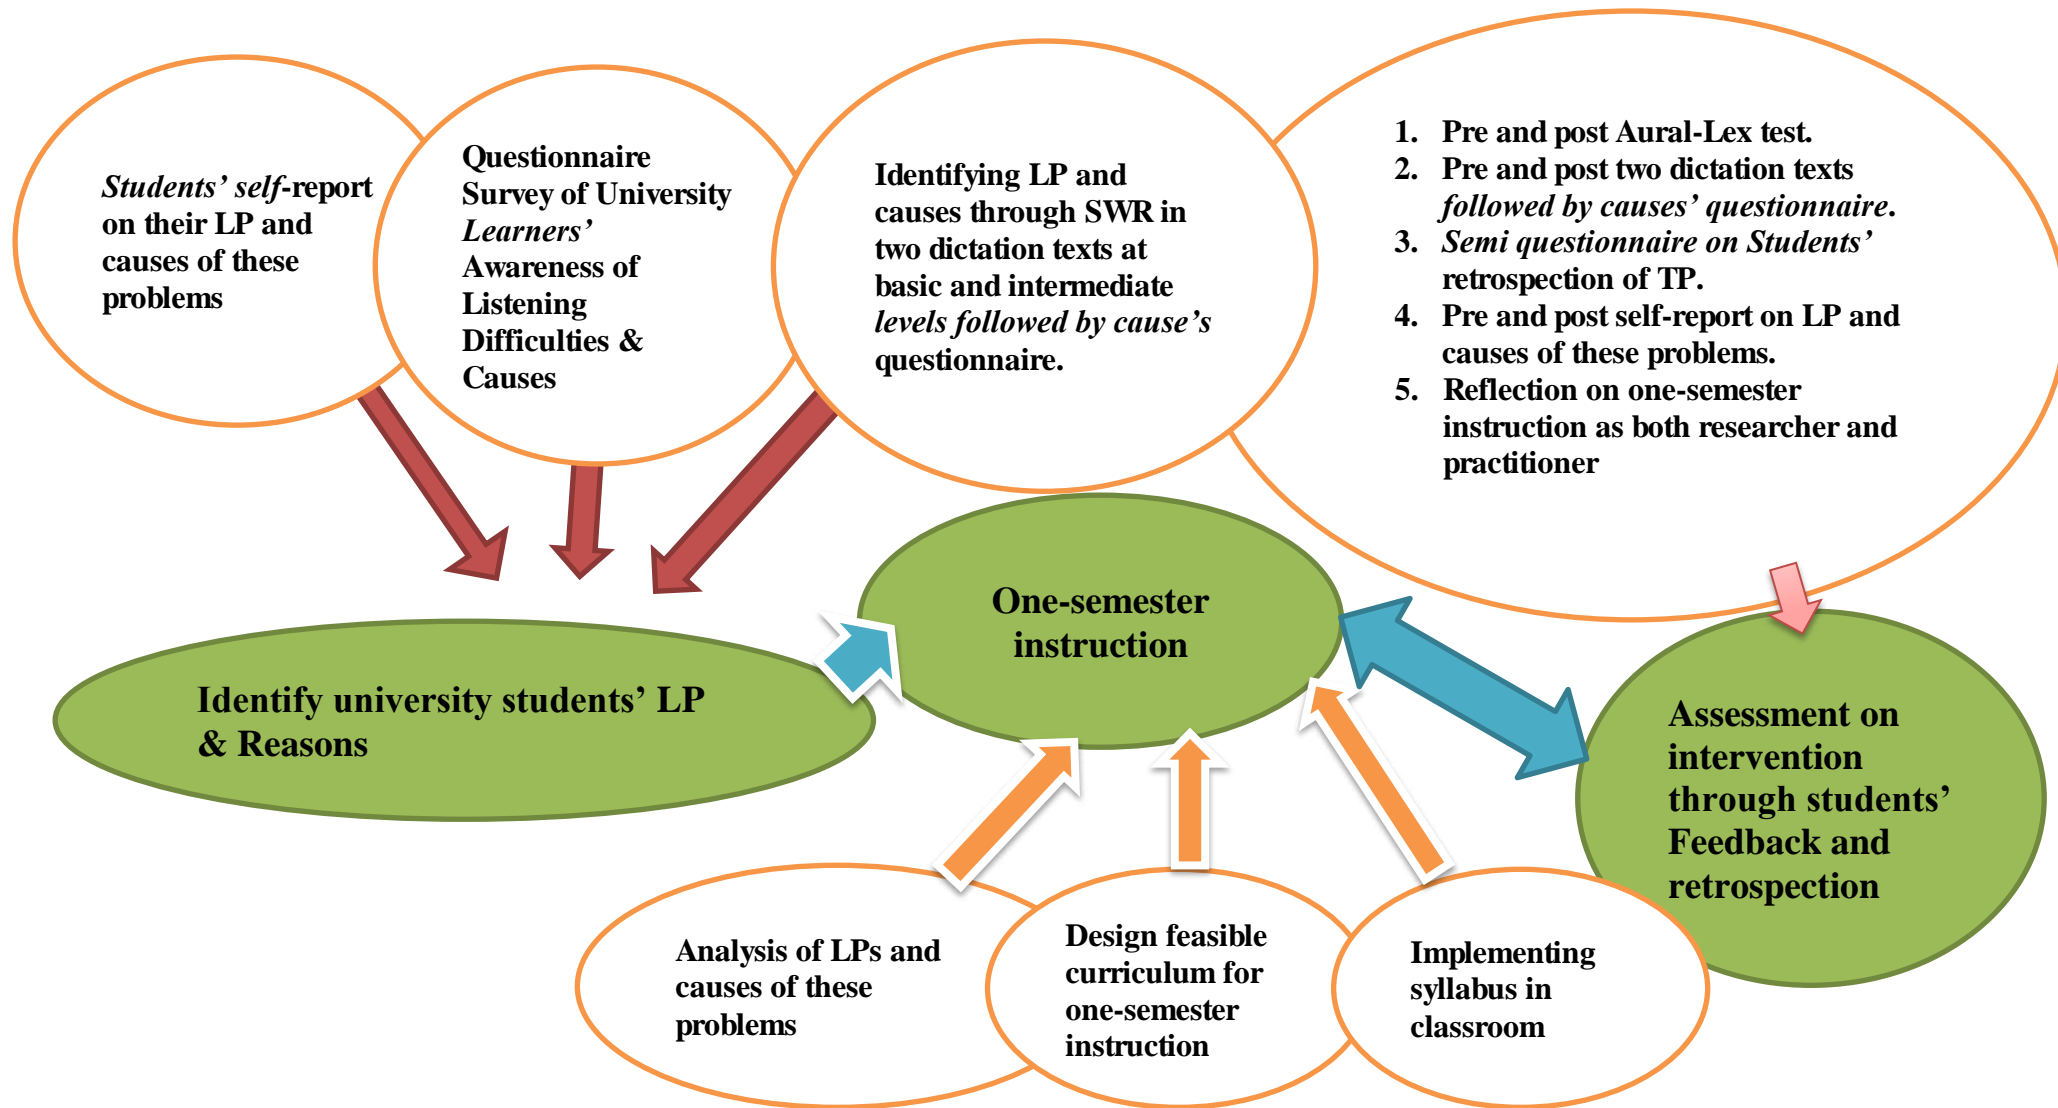 Students’ self-report
on their LP and
causes of these
problems
Questionnaire
Survey of University
Learners’
Awareness of
Listening
Difficulties &
Causes
Identifying LP and
causes through SWR in
two dictation texts at
basic and intermediate
levels followed by cause’s
questionnaire.
1. Pre and post Aural-Lex test.
2. Pre and post two dictation texts
followed by causes’ questionnaire.
3. Semi questionnaire on Students’
retrospection of TP.
4. Pre and post self-report on LP and
causes of these problems.
5. Reflection on one-semester
instruction as both researcher and
practitioner
One-semester
instruction
Identify university students’ LP
& Reasons
Assessment on
intervention
through students’
Feedback and
retrospection
Analysis of LPs and
causes of these
problems
Design feasible
curriculum for
one-semester
instruction
Implementing
syllabus in
classroom